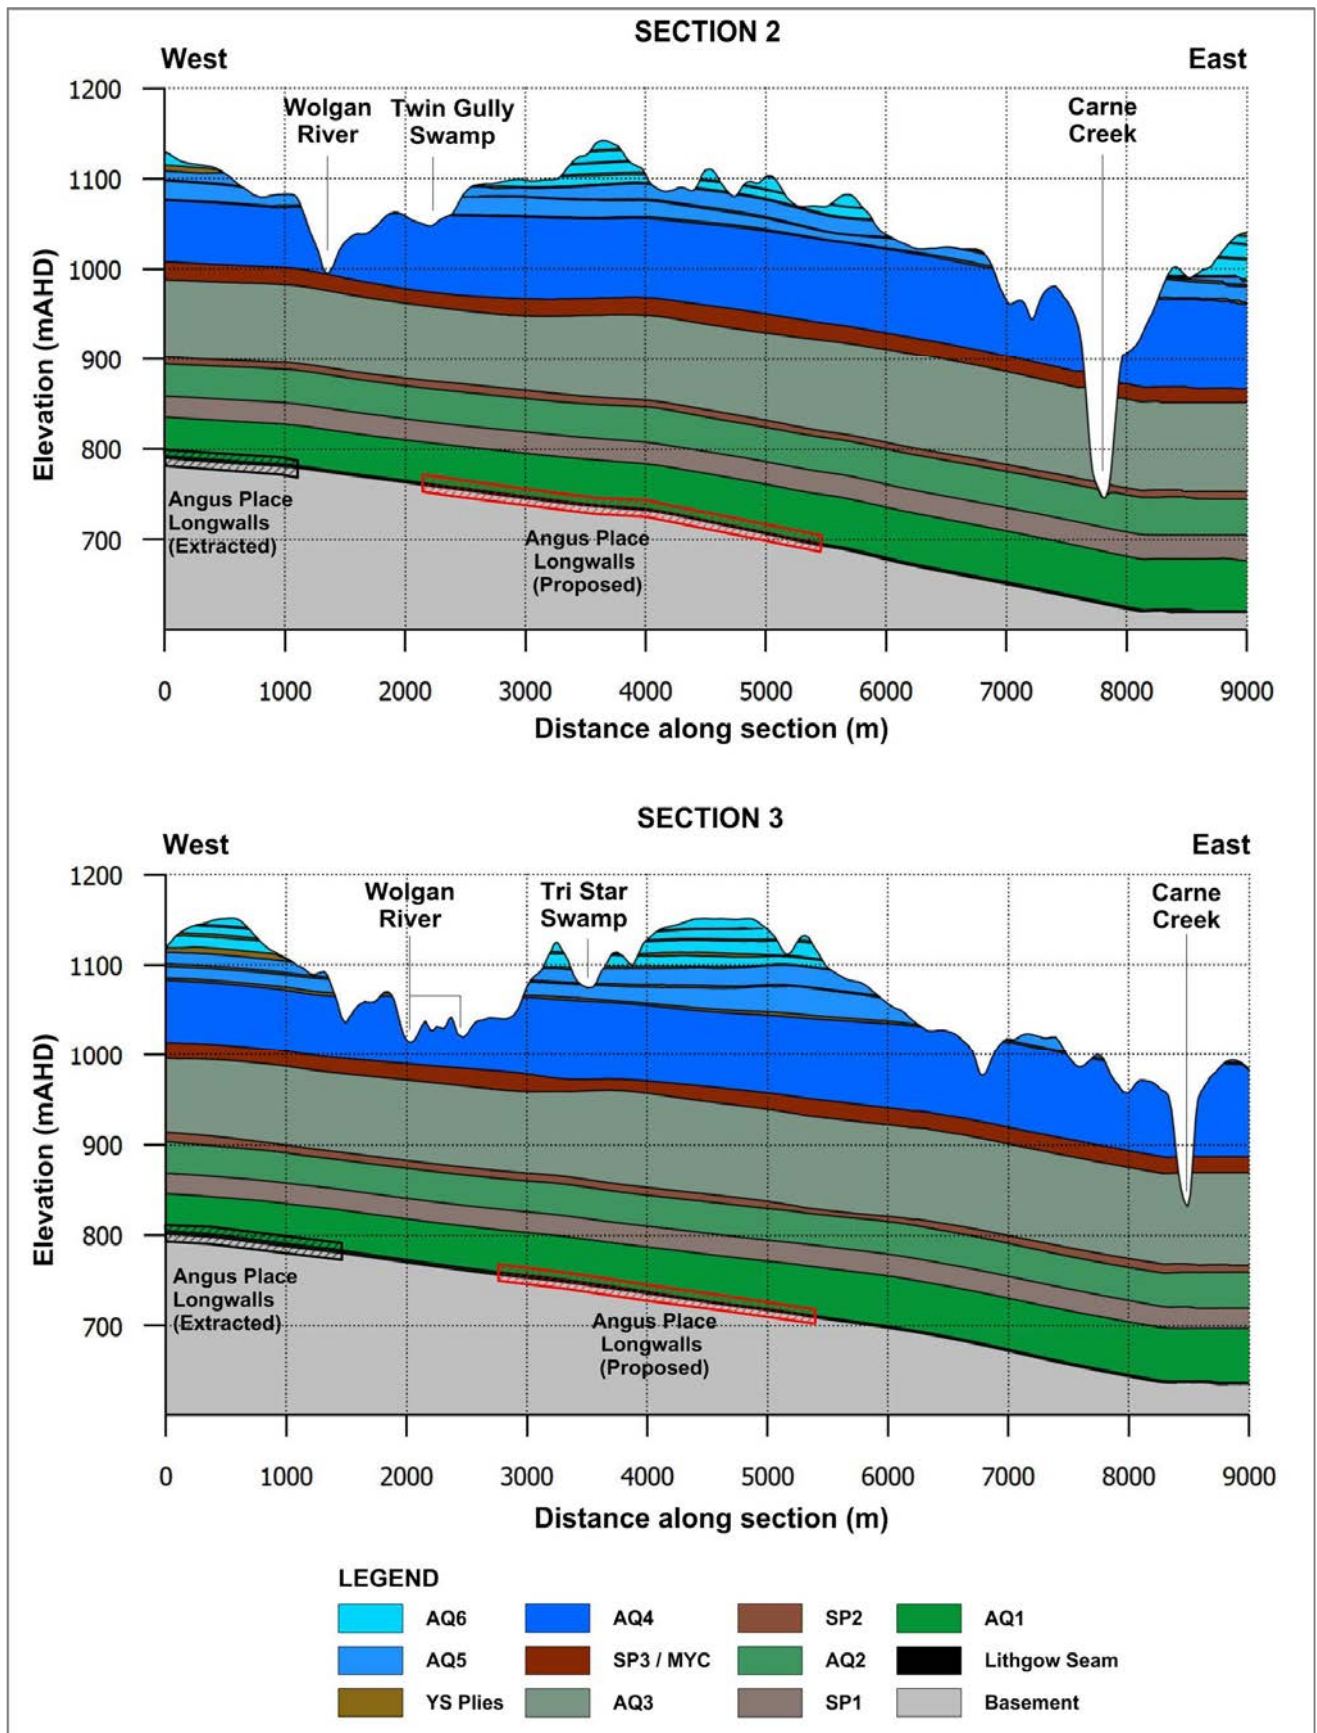 SECTION 2
West
East
Wolgan
River
Twin Gully
Swamp
Carne
Creek
1200
1100
1000
900
800
700
Elevation (mAHD)
Angus Place
Longwalls
(Extracted)
Angus Place
Longwalls
(Proposed)
0 1000 2000 3000 4000 5000 6000 7000 8000 9000
Distance along section (m)
SECTION 3
West
East
Wolgan
River
Tri Star
Swamp
Carne
Creek
1200
1100
1000
900
800
700
Elevation (mAHD)
Angus Place
Longwalls
(Extracted)
Angus Place
Longwalls
(Proposed)
0 1000 2000 3000 4000 5000 6000 7000 8000 9000
Distance along section (m)
LEGEND
AQ6 AQ4 SP2 AQ1
AQ5 SP3 / MYC AQ2 Lithgow Seam
YS Plies AQ3 SP1 Basement